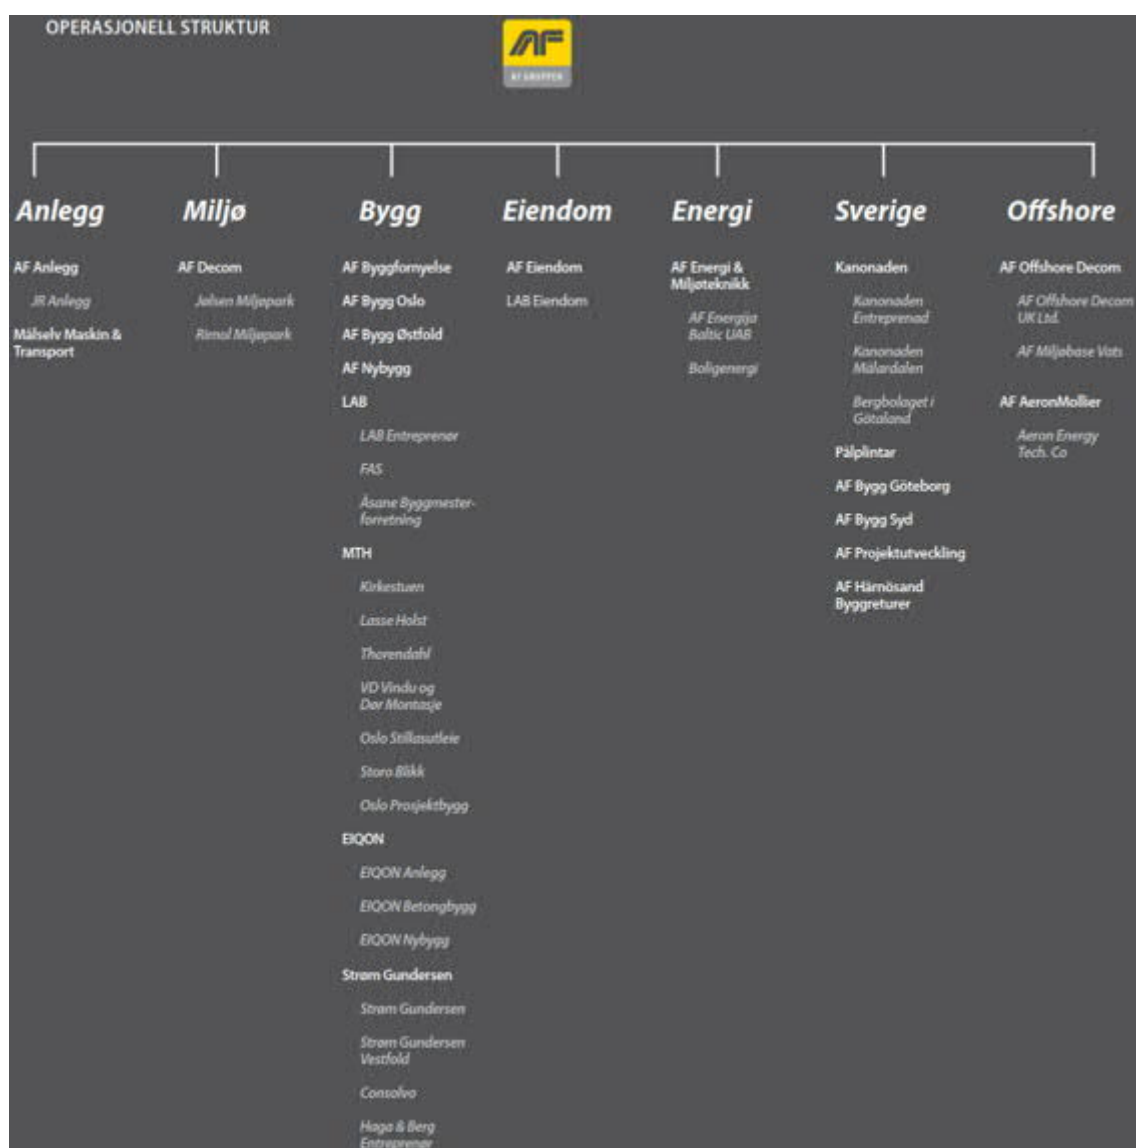 OPERASJONELL STRUKTUR
AF
AF GRUPPEN
Anlegg
AF Anlegg
JR Anlegg
Målselv Maskin &
Transport
Miljø
AF Decom
Jølsen Miljøpark
Rimol Miljøpark
Bygg
AF Byggfornyelse
AF Bygg Oslo
AF Bygg Østfold
AF Nybygg
LAB
LAB Entreprenør
FAS
Åsane Byggmester-
forretning
MTH
Kirkestuen
Lasse Holst
Thorendahl
VD Vindu og
Dør Montasje
Oslo Stillasutleie
Storo Blikk
Oslo Prosjektbygg
EIQON
EIQON Anlegg
EIQON Betongbygg
EIQON Nybygg
Strøm Gundersen
Strøm Gundersen
Strøm Gundersen
Vestfold
Consolvo
Haga & Berg
Entreprenør
Eiendom
AF Eiendom
LAB Eiendom
Energi
AF Energi &
Miljøteknikk
AF Energija
Baltic UAB
Boligenergi
Sverige
Kanonaden
Kanonaden
Entreprenad
Kanonaden
Mälardalen
Bergbolaget i
Götaland
Pålplintar
AF Bygg Göteborg
AF Bygg Syd
AF Projektutveckling
AF Härnösand
Byggreturer
Offshore
AF Offshore Decom
AF Offshore Decom
UK Ltd.
AF Miljøbase Vats
AF AeronMollier
Aeron Energy
Tech. Co